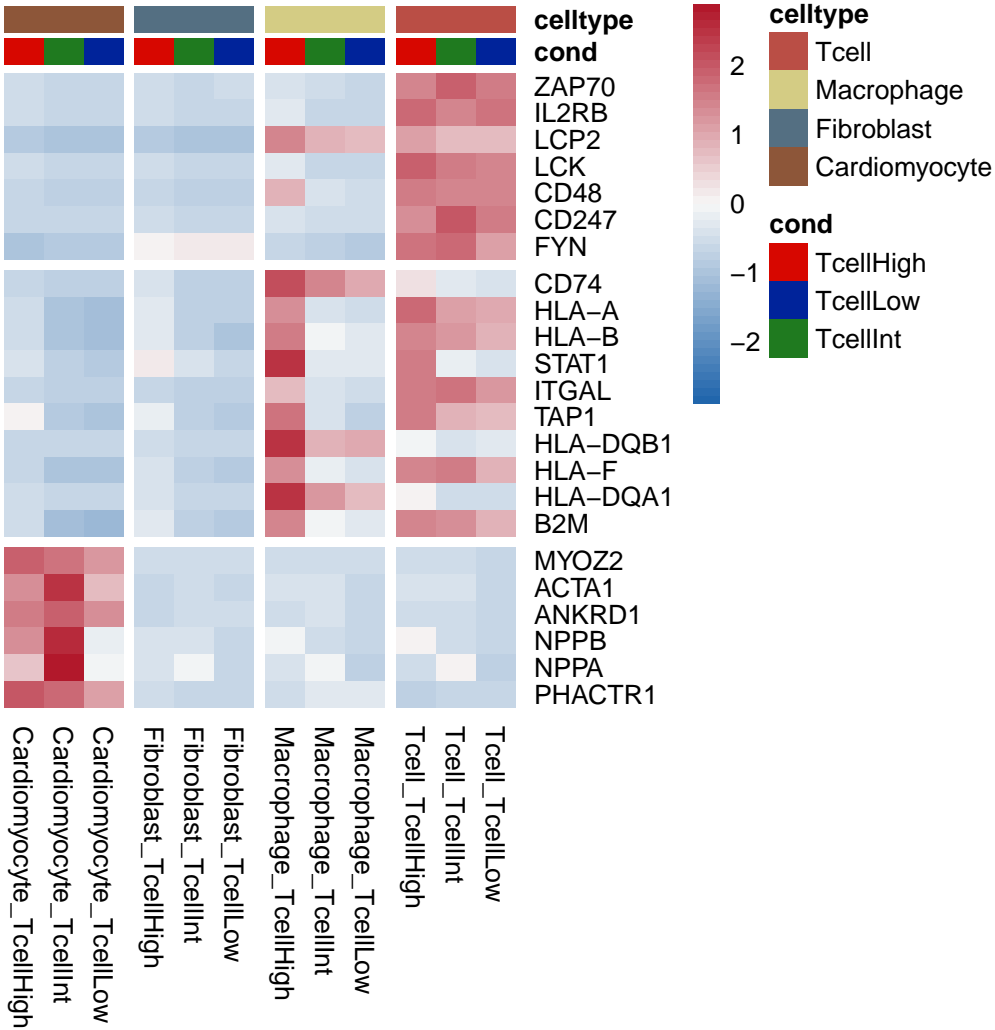 celltype
cond
ZAP70
IL2RB
LCP2
LCK
CD48
CD247
FYN
CD74
HLA−A
HLA−B
STAT1
ITGAL
TAP1
HLA−DQB1
HLA−F
HLA−DQA1
B2M
MYOZ2
ACTA1
ANKRD1
NPPB
NPPA
PHACTR1
Cardiomyocyte_TcellHigh
Cardiomyocyte_TcellInt
Cardiomyocyte_TcellLow
Fibroblast_TcellHigh
Fibroblast_TcellInt
Fibroblast_TcellLow
Macrophage_TcellHigh
Macrophage_TcellInt
Macrophage_TcellLow
Tcell_TcellHigh
Tcell_TcellInt
Tcell_TcellLow
2
1
0
−1
−2
celltype
Tcell
Macrophage
Fibroblast
Cardiomyocyte
cond
TcellHigh
TcellLow
TcellInt